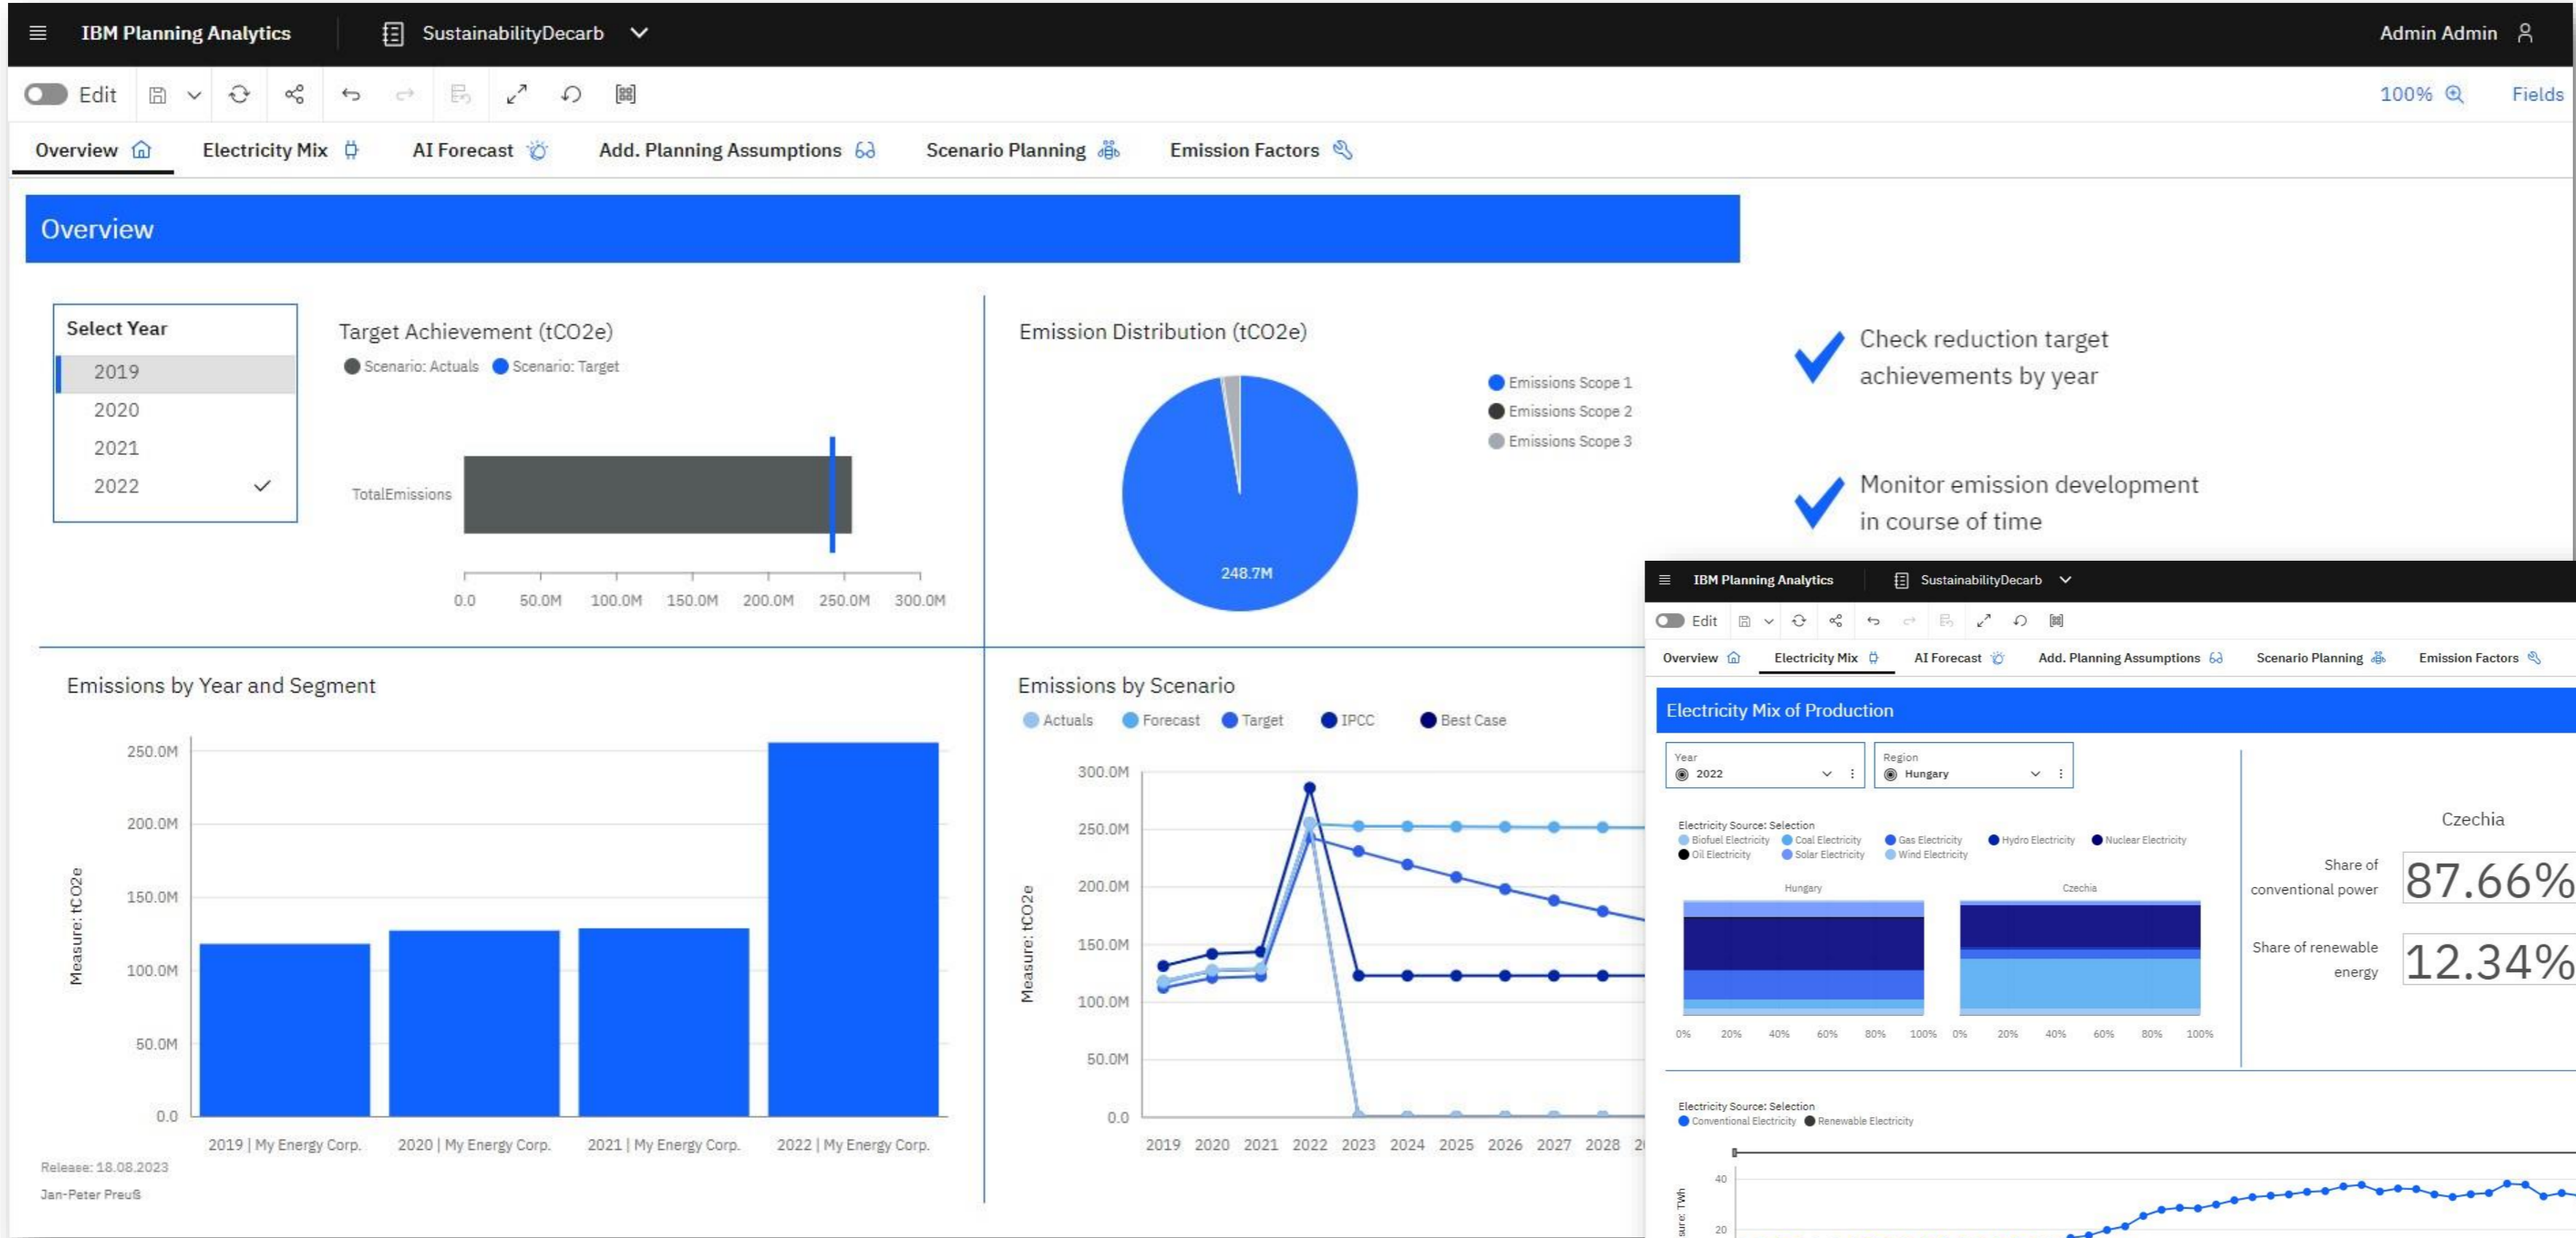 IBM Planning Analytics
SustainabilityDecarb
Admin Admin
Edit
100%
Fields
Overview
Electricity Mix
AI Forecast
Add. Planning Assumptions
Scenario Planning
Emission Factors
Overview
Select Year
2019
2020
2021
2022
Target Achievement (tCO2e)
Scenario: Actuals
Scenario: Target
TotalEmissions
0.0 50.0M 100.0M 150.0M 200.0M 250.0M 300.0M
Emission Distribution (tCO2e)
Emissions Scope 1
Emissions Scope 2
Emissions Scope 3
248.7M
Check reduction target
achievements by year
Monitor emission development
in course of time
Emissions by Year and Segment
Measure: tCO2e
250.0M
200.0M
150.0M
100.0M
50.0M
0.0
2019 | My Energy Corp. 2020 | My Energy Corp. 2021 | My Energy Corp. 2022 | My Energy Corp.
Release: 18.08.2023
Jan-Peter Preuß
Emissions by Scenario
Actuals Forecast Target IPCC Best Case
Measure: tCO2e
300.0M
250.0M
200.0M
150.0M
100.0M
50.0M
0.0
2019 2020 2021 2022 2023 2024 2025 2026 2027 2028
IBM Planning Analytics
SustainabilityDecarb
Edit
Overview
Electricity Mix
AI Forecast
Add. Planning Assumptions
Scenario Planning
Emission Factors
Electricity Mix of Production
Year
2022
Region
Hungary
Electricity Source: Selection
Biofuel Electricity Coal Electricity Gas Electricity Hydro Electricity Nuclear Electricity
Oil Electricity Solar Electricity Wind Electricity
Hungary
Czechia
0% 20% 40% 60% 80% 100% 0% 20% 40% 60% 80% 100%
Czechia
Share of
conventional power
87.66%
Share of renewable
energy
12.34%
Electricity Source: Selection
Conventional Electricity Renewable Electricity
sure: TWh
40
20